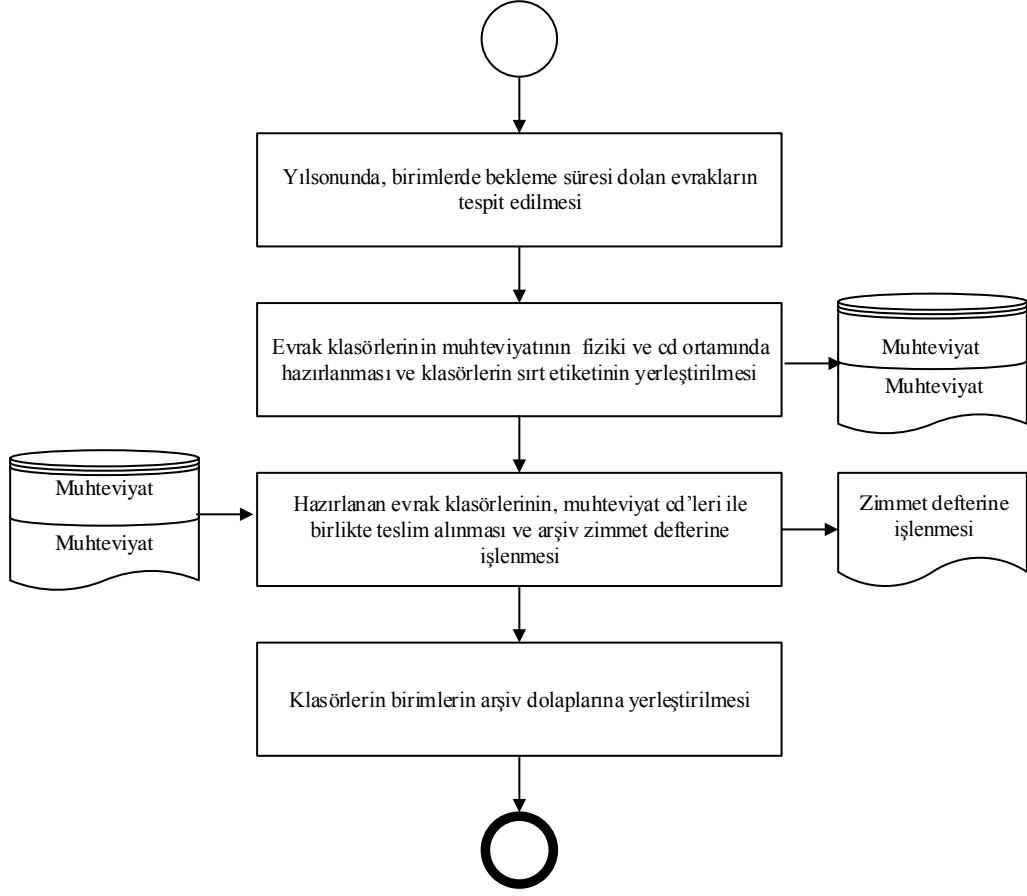 Yılsonunda, birimlerde bekleme süresi dolan evrakların
tespit edilmesi
Evrak klasörlerinin muhteviyatının fiziki ve cd ortamında
hazırlanması ve klasörlerin sırt etiketinin yerleştirilmesi
Muhteviyat
Muhteviyat
Muhteviyat
Muhteviyat
Hazırlanan evrak klasörlerinin, muhteviyat cd’leri ile
birlikte teslim alınması ve arşiv zimmet defterine
işlenmesi
Zimmet defterine
işlenmesi
Klasörlerin birimlerin arşiv dolaplarına yerleştirilmesi